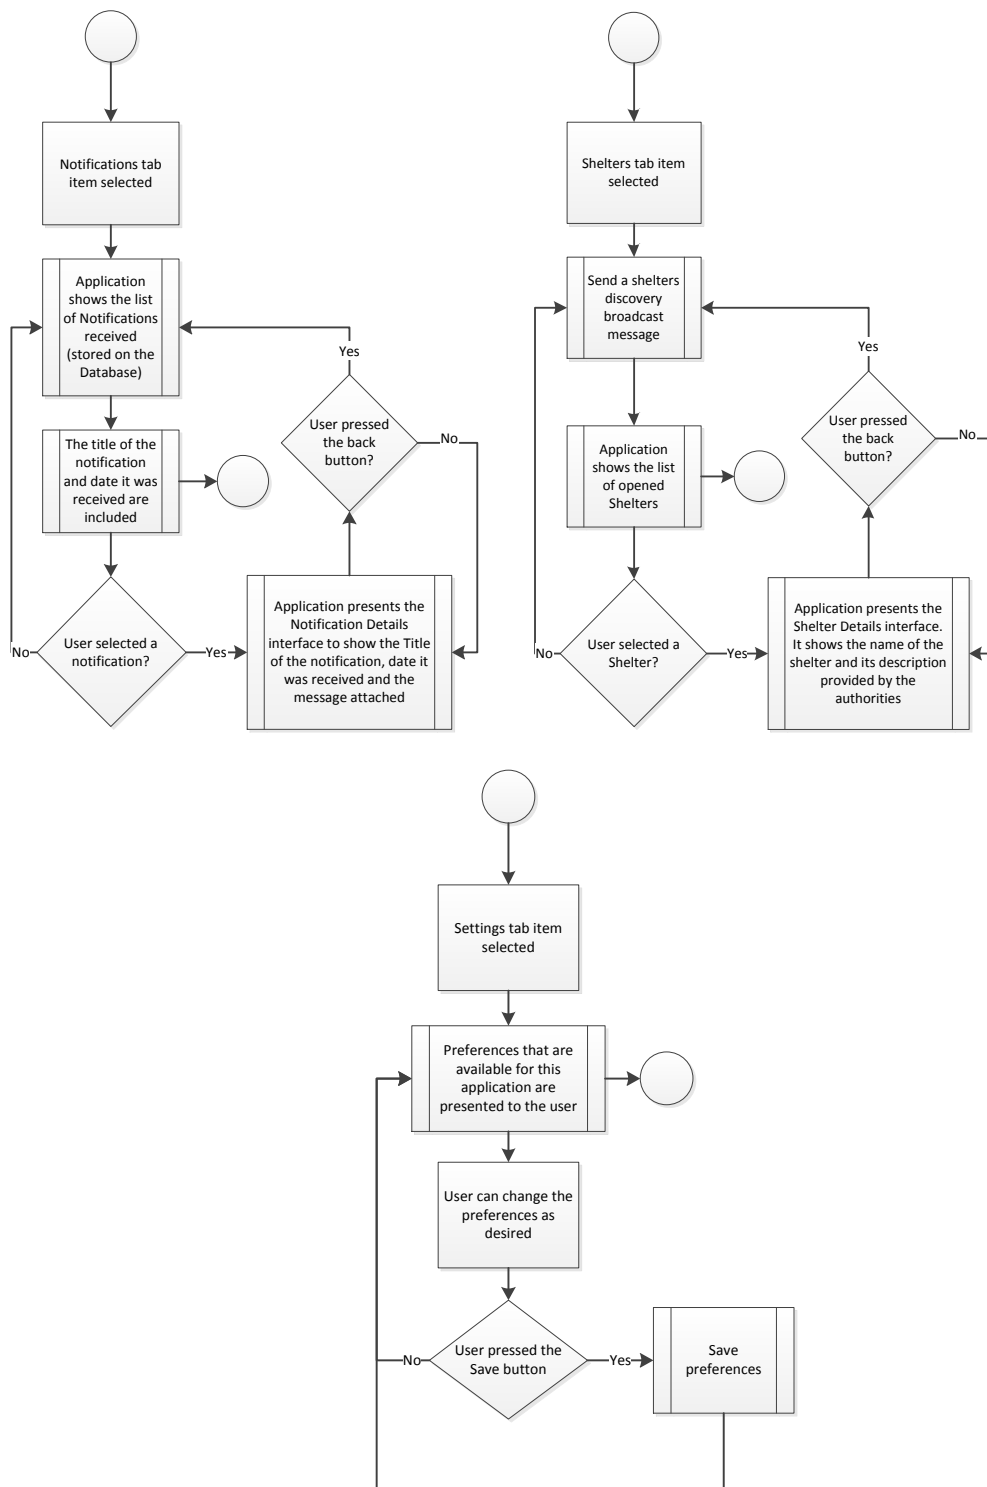 Notifications tab
item selected
Application
shows the list
of Notifications
received
(stored on the
Database)
The title of the
notification
and date it was
received are
included
User selected a
notification?
No
Yes
Application presents the
Notification Details
interface to show the Title
of the notification, date it
was received and the
message attached
User pressed
the back
button?
Yes
No
Shelters tab item
selected
Send a shelters
discovery
broadcast
message
Application
shows the list
of opened
Shelters
User selected a
Shelter?
No
Yes
Application presents the
Shelter Details interface.
It shows the name of the
shelter and its description
provided by the
authorities
User pressed
the back
button?
Yes
No
Settings tab item
selected
Preferences that are
available for this
application are
presented to the user
User can change the
preferences as
desired
User pressed the
Save button
No
Yes
Save
preferences